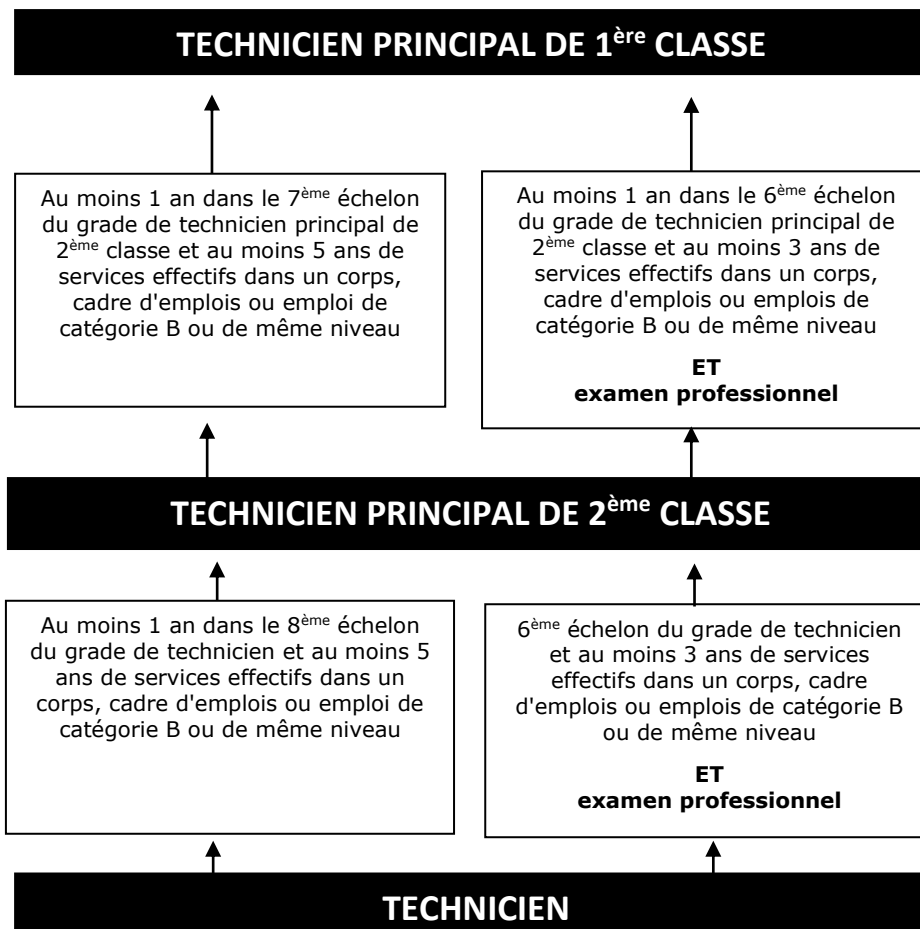 TECHNICIEN PRINCIPAL DE 1ère CLASSE
Au moins 1 an dans le 7ème échelon
du grade de technicien principal de
2ème classe et au moins 5 ans de
services effectifs dans un corps,
cadre d'emplois ou emploi de
catégorie B ou de même niveau
Au moins 1 an dans le 6ème échelon
du grade de technicien principal de
2ème classe et au moins 3 ans de
services effectifs dans un corps,
cadre d'emplois ou emplois de
catégorie B ou de même niveau
ET
examen professionnel
TECHNICIEN PRINCIPAL DE 2ème CLASSE
Au moins 1 an dans le 8ème échelon
du grade de technicien et au moins 5
ans de services effectifs dans un
corps, cadre d'emplois ou emploi de
catégorie B ou de même niveau
6ème échelon du grade de technicien
et au moins 3 ans de services
effectifs dans un corps, cadre
d'emplois ou emplois de catégorie B
ou de même niveau
ET
examen professionnel
TECHNICIEN